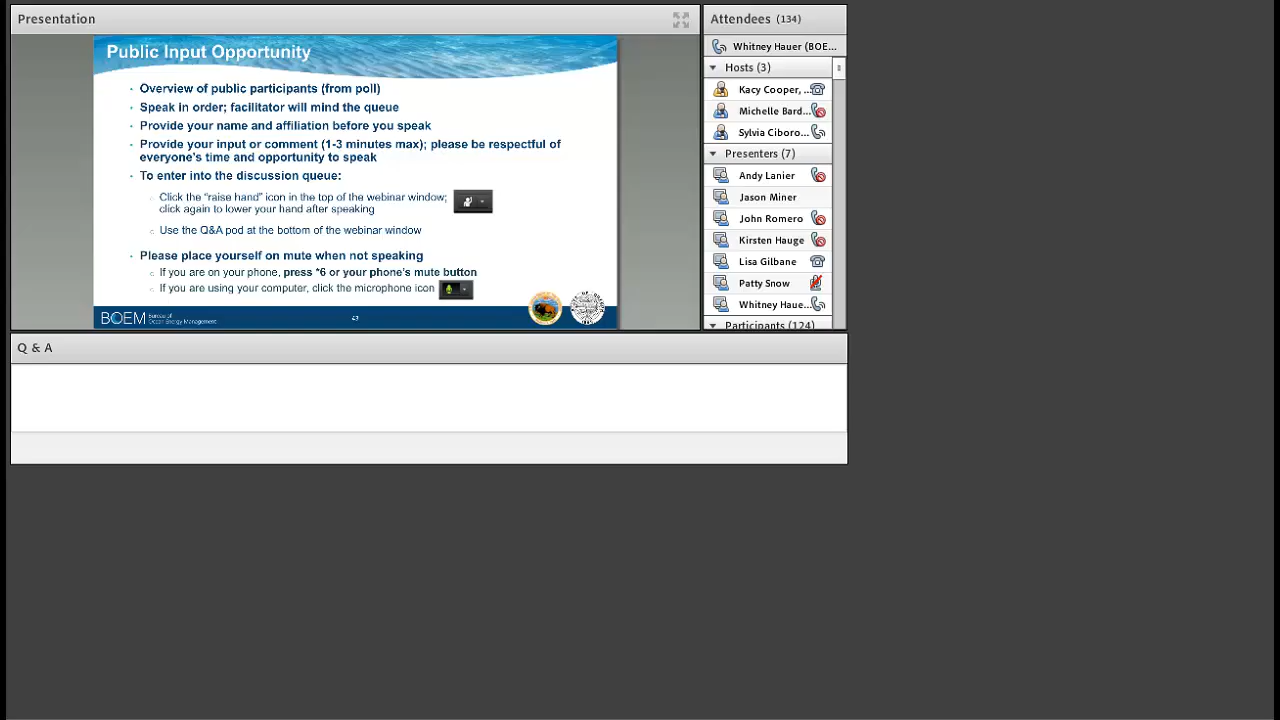 Presentation
Public Input Opportunity
Overview of public participants (from poll)
Speak in order; facilitator will mind the queue
Provide your name and affiliation before you speak
Provide your input or comment (1-3 minutes max); please be respectful of
everyone's time and opportunity to speak
To enter into the discussion queue:
Click the "raise hand" icon in the top of the webinar window;
click again to lower your hand after speaking
Use the Q&A pod at the bottom of the webinar window
Please place yourself on mute when not speaking
If you are on your phone, press *6 or your phone's mute button
If you are using your computer, click the microphone icon
BOEM Bureau of
Ocean Energy Management
43
Attendees (134)
Whitney Hauer (BOE...
Hosts (3)
Kacy Cooper, ...
Michelle Bard...
Sylvia Ciboro...
Presenters (7)
Andy Lanier
Jason Miner
John Romero
Kirsten Hauge
Lisa Gilbane
Patty Snow
Whitney Haue...
Participants (124)
Q & A